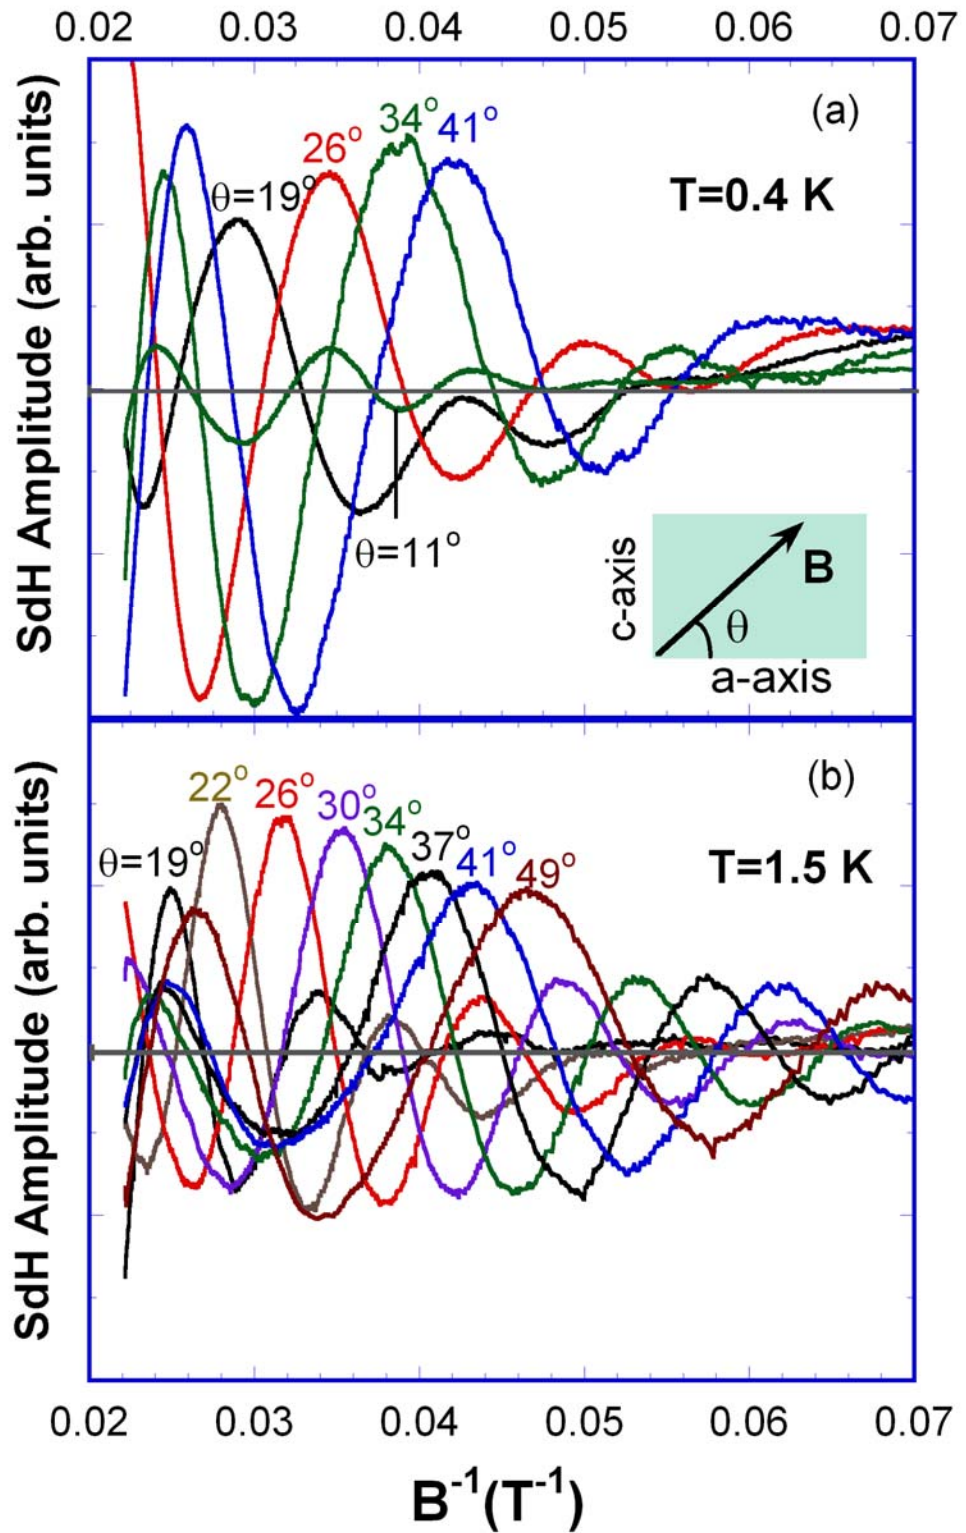 0.02 0.03 0.04 0.05 0.06 0.07
(a)
SdH Amplitude (arb. units)
θ=19° 26° 34° 41°
T=0.4 K
θ=11°
c-axis
B
θ
a-axis
(b)
SdH Amplitude (arb. units)
θ=19° 22° 26° 30° 34° 37° 41° 49°
T=1.5 K
0.02 0.03 0.04 0.05 0.06 0.07
B⁻¹(T⁻¹)